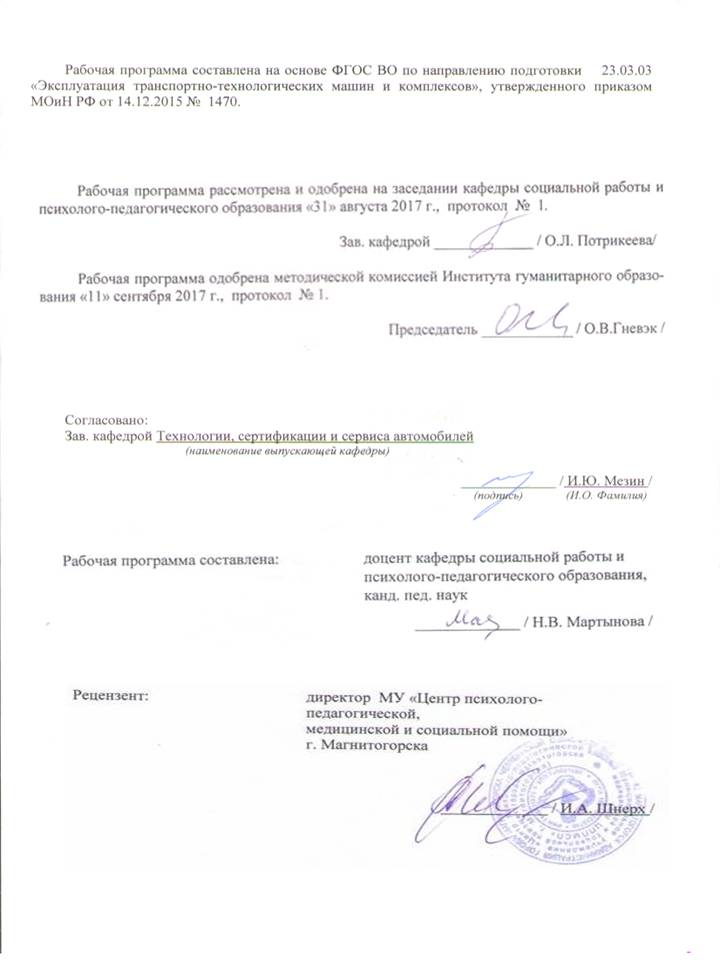 Рабочая программа составлена на основе ФГОС ВО по направлению подготовки 23.03.03
«Эксплуатация транспортно-технологических машин и комплексов», утвержденного приказом
МОиН РФ от 14.12.2015 № 1470.
Рабочая программа рассмотрена и одобрена на заседании кафедры социальной работы и
психолого-педагогического образования «31» августа 2017 г., протокол № 1.
Зав. кафедрой _____________ / О.Л. Потрикеева/
Рабочая программа одобрена методической комиссией Института гуманитарного образо-
вания «11» сентября 2017 г., протокол № 1.
Председатель ____________ / О.В.Гневэк /
Согласовано:
Зав. кафедрой Технологии, сертификации и сервиса автомобилей
(наименование выпускающей кафедры)
_____________ / И.Ю. Мезин /
(подпись) (И.О. Фамилия)
Рабочая программа составлена: доцент кафедры социальной работы и
психолого-педагогического образования,
канд. пед. наук
_____________ / Н.В. Мартынова /
Рецензент: директор МУ «Центр психолого-
педагогической,
медицинской и социальной помощи»
г. Магнитогорска
_____________ / И.А. Шнерх /